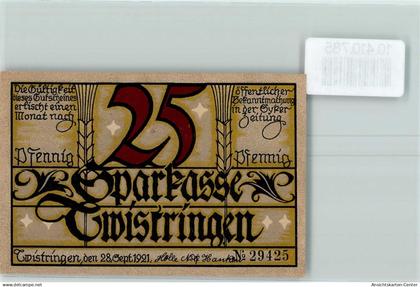 10.410.785
Die Gültigkeit
dieses Gutscheines
erlischt einen
Monat nach
öffentlicher
Bekanntmachung
in der Syker
Zeitung
25
Pfennig
Pfennig
Sparkasse
Twistringen
Twistringen, den 28. Sept. 1921.
No 29425
Ansichtskarten-Center.de